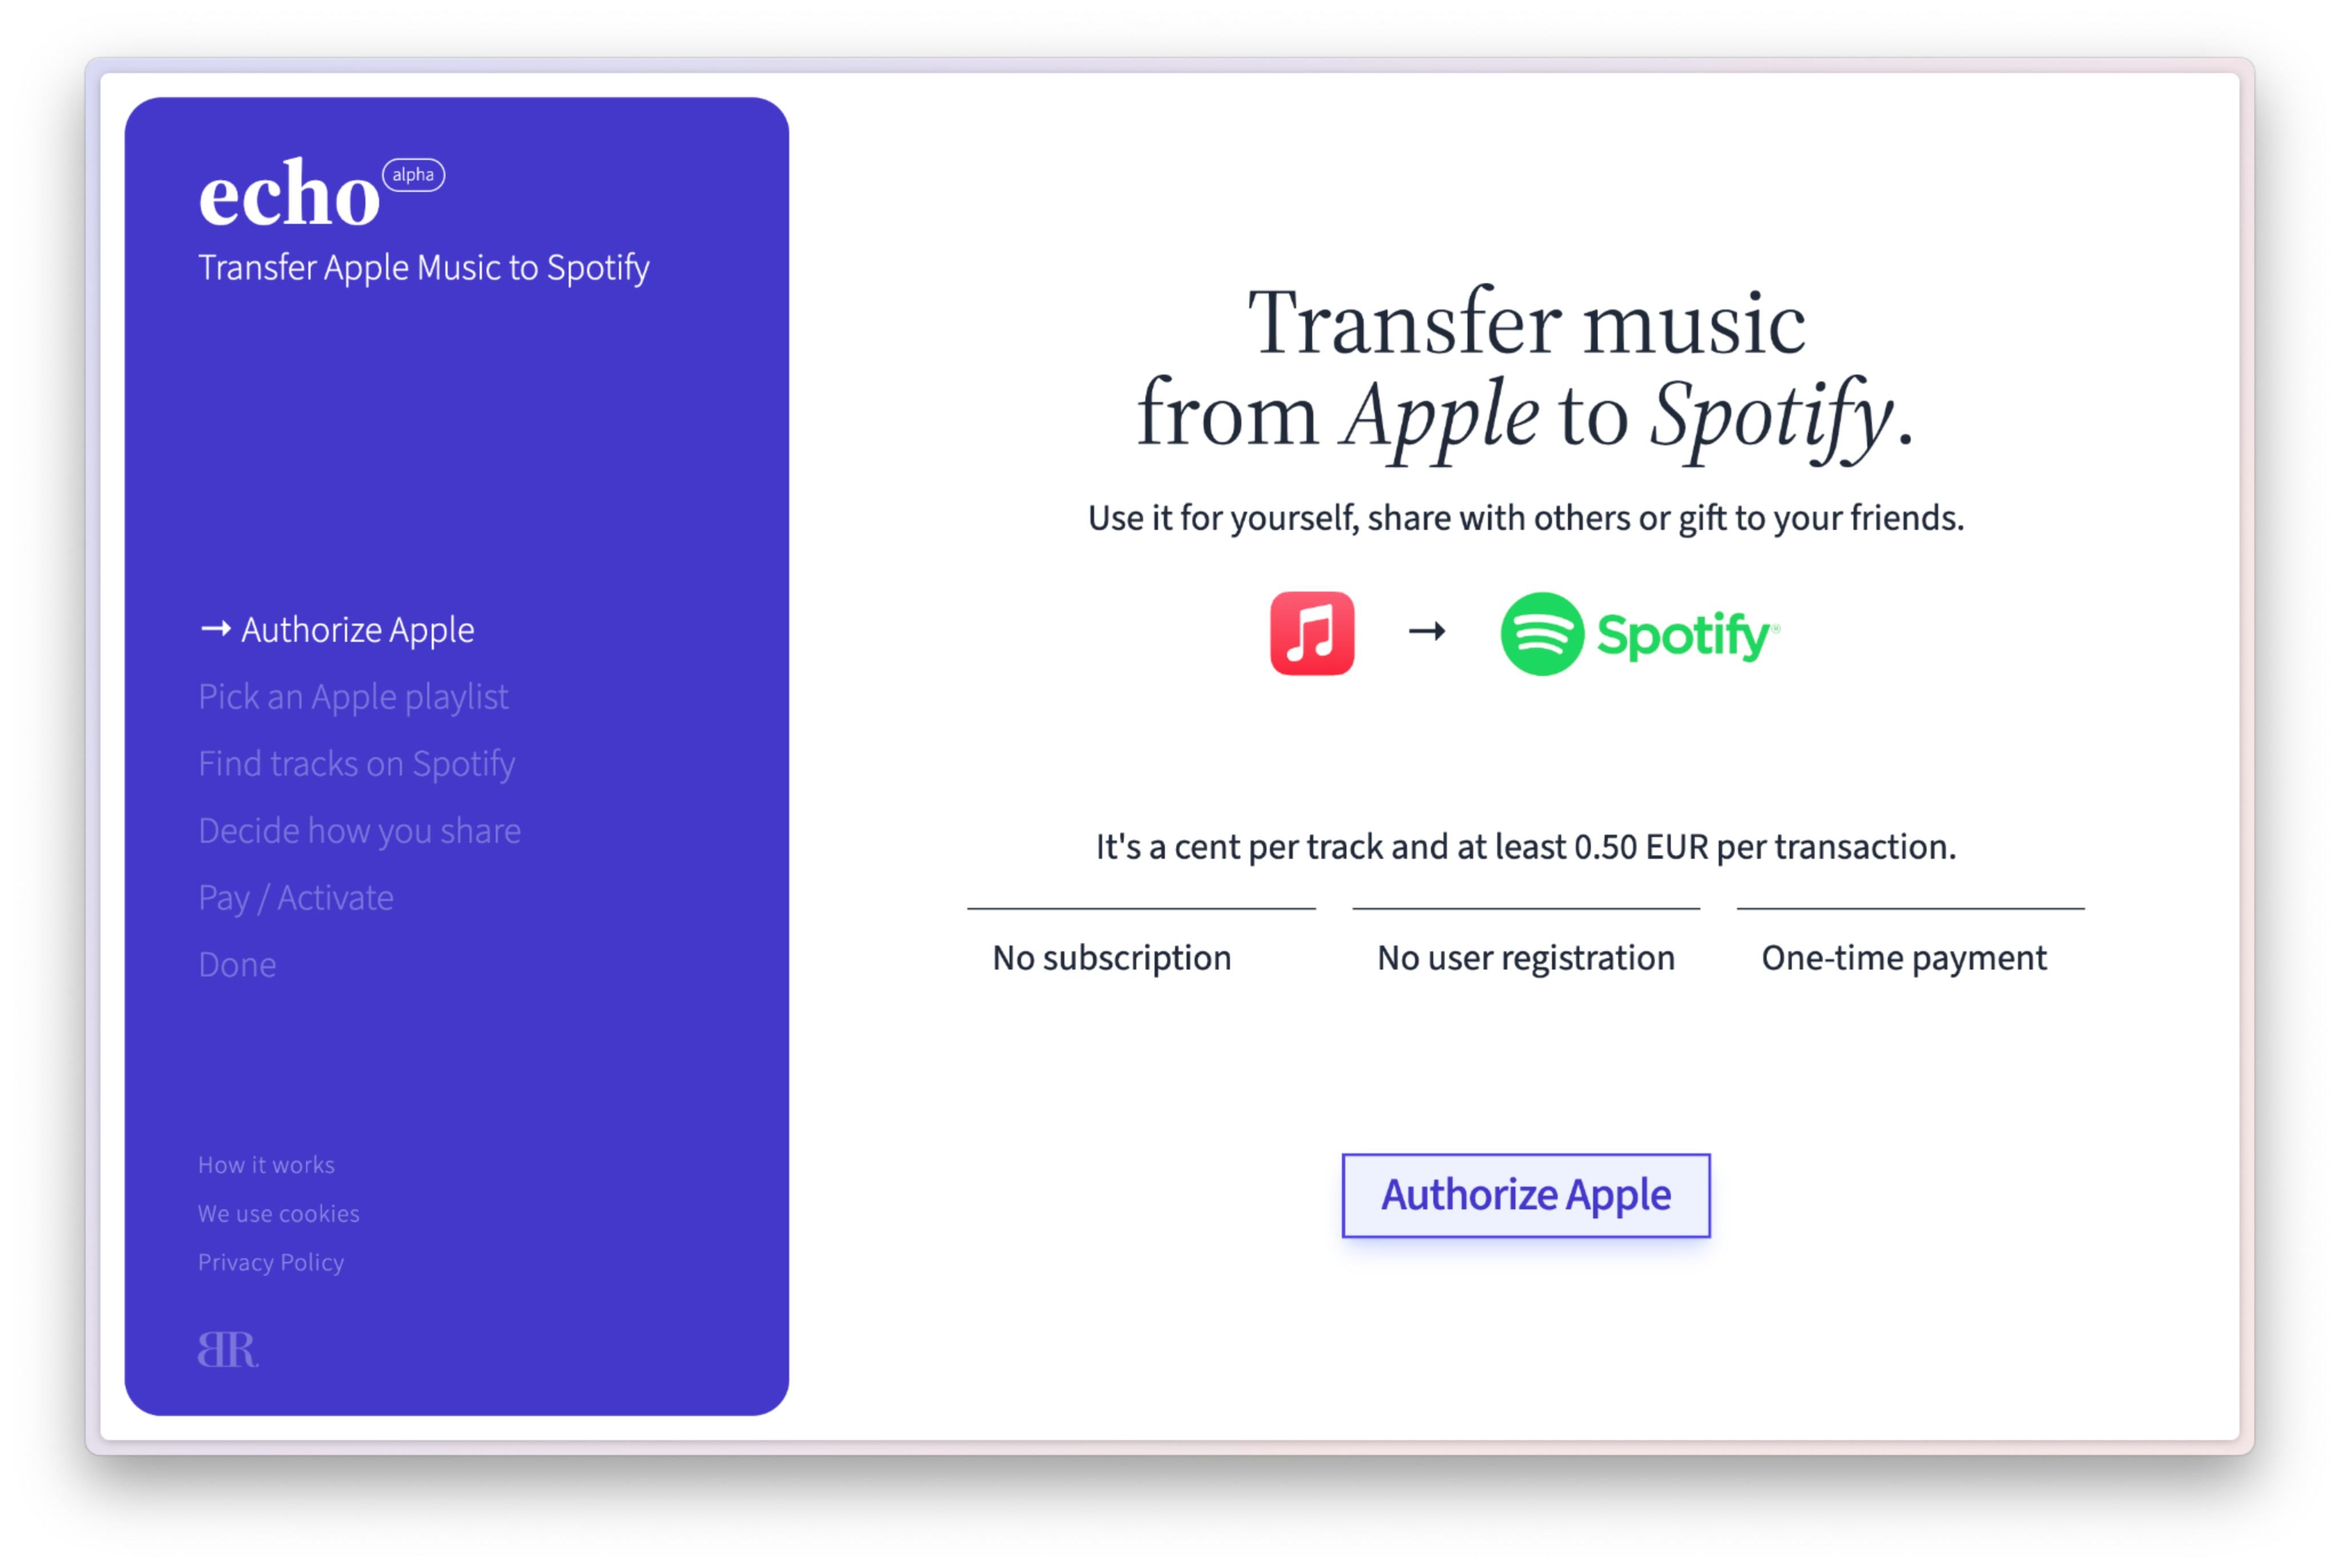 echo alpha
Transfer Apple Music to Spotify
→ Authorize Apple
Pick an Apple playlist
Find tracks on Spotify
Decide how you share
Pay / Activate
Done
How it works
We use cookies
Privacy Policy
BR
Transfer music
from Apple to Spotify.
Use it for yourself, share with others or gift to your friends.
→ Spotify®
It's a cent per track and at least 0.50 EUR per transaction.
No subscription
No user registration
One-time payment
Authorize Apple